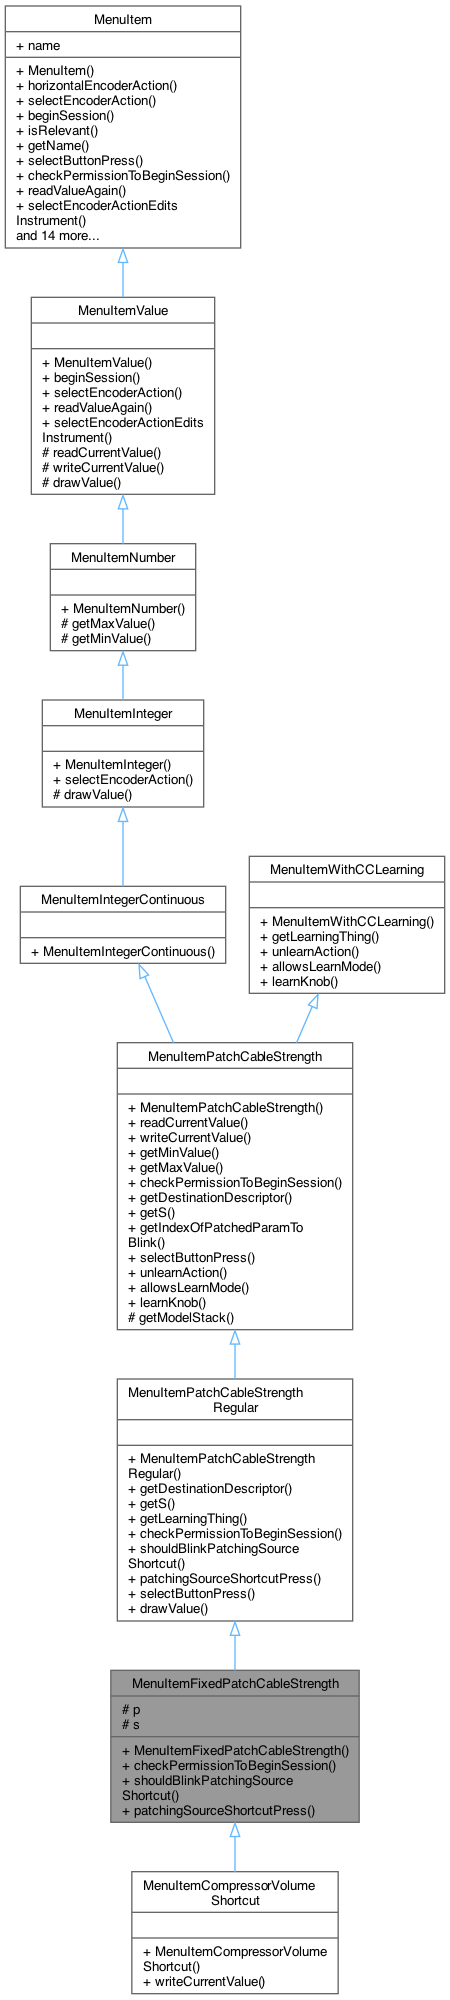 MenuItem
+ name
+ MenuItem()
+ horizontalEncoderAction()
+ selectEncoderAction()
+ beginSession()
+ isRelevant()
+ getName()
+ selectButtonPress()
+ checkPermissionToBeginSession()
+ readValueAgain()
+ selectEncoderActionEdits
Instrument()
and 14 more...
MenuItemValue
+ MenuItemValue()
+ beginSession()
+ selectEncoderAction()
+ readValueAgain()
+ selectEncoderActionEdits
Instrument()
# readCurrentValue()
# writeCurrentValue()
# drawValue()
MenuItemNumber
+ MenuItemNumber()
# getMaxValue()
# getMinValue()
MenuItemInteger
+ MenuItemInteger()
+ selectEncoderAction()
# drawValue()
MenuItemIntegerContinuous
+ MenuItemIntegerContinuous()
MenuItemWithCCLearning
+ MenuItemWithCCLearning()
+ getLearningThing()
+ unlearnAction()
+ allowsLearnMode()
+ learnKnob()
MenuItemPatchCableStrength
+ MenuItemPatchCableStrength()
+ readCurrentValue()
+ writeCurrentValue()
+ getMinValue()
+ getMaxValue()
+ checkPermissionToBeginSession()
+ getDestinationDescriptor()
+ getS()
+ getIndexOfPatchedParamTo
Blink()
+ selectButtonPress()
+ unlearnAction()
+ allowsLearnMode()
+ learnKnob()
# getModelStack()
MenuItemPatchCableStrength
Regular
+ MenuItemPatchCableStrength
Regular()
+ getDestinationDescriptor()
+ getS()
+ getLearningThing()
+ checkPermissionToBeginSession()
+ shouldBlinkPatchingSource
Shortcut()
+ patchingSourceShortcutPress()
+ selectButtonPress()
+ drawValue()
MenuItemFixedPatchCableStrength
# p
# s
+ MenuItemFixedPatchCableStrength()
+ checkPermissionToBeginSession()
+ shouldBlinkPatchingSource
Shortcut()
+ patchingSourceShortcutPress()
MenuItemCompressorVolume
Shortcut
+ MenuItemCompressorVolume
Shortcut()
+ writeCurrentValue()